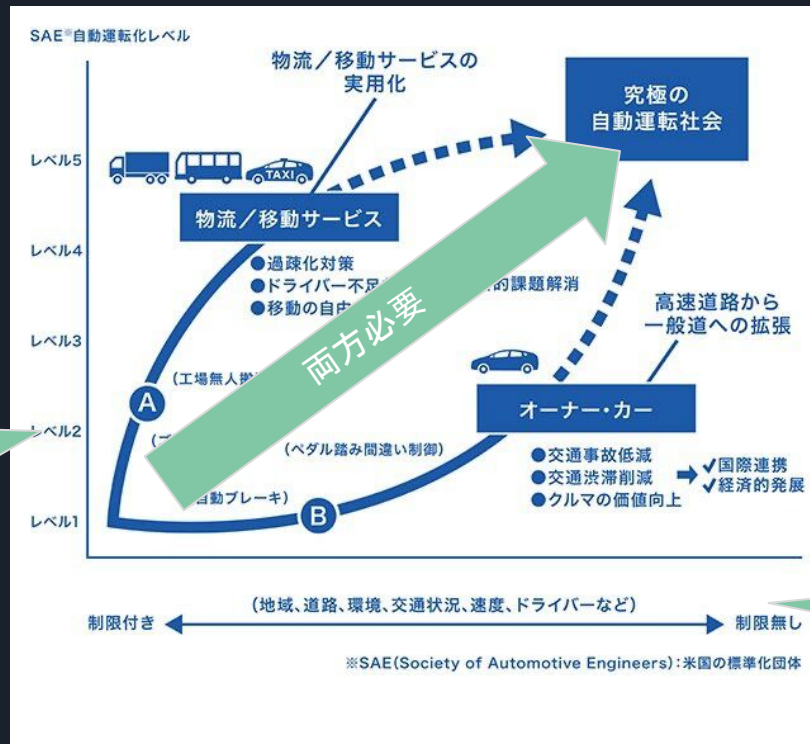 SAE※自動運転化レベル
物流／移動サービスの
実用化
究極の
自動運転社会
レベル5
TAXI
物流／移動サービス
レベル4
●過疎化対策
●ドライバー不足
的課題解消
●移動の自由
レベル3
高速道路から
一般道への拡張
両方必要
(工場無人搬
A
オーナー・カー
レベル2
(ペダル踏み間違い制御)
●交通事故低減
●交通渋滞削減
●クルマの価値向上
✓国際連携
✓経済的発展
自動ブレーキ)
B
レベル1
(地域、道路、環境、交通状況、速度、ドライバーなど)
制限付き
制限無し
※SAE(Society of Automotive Engineers):米国の標準化団体